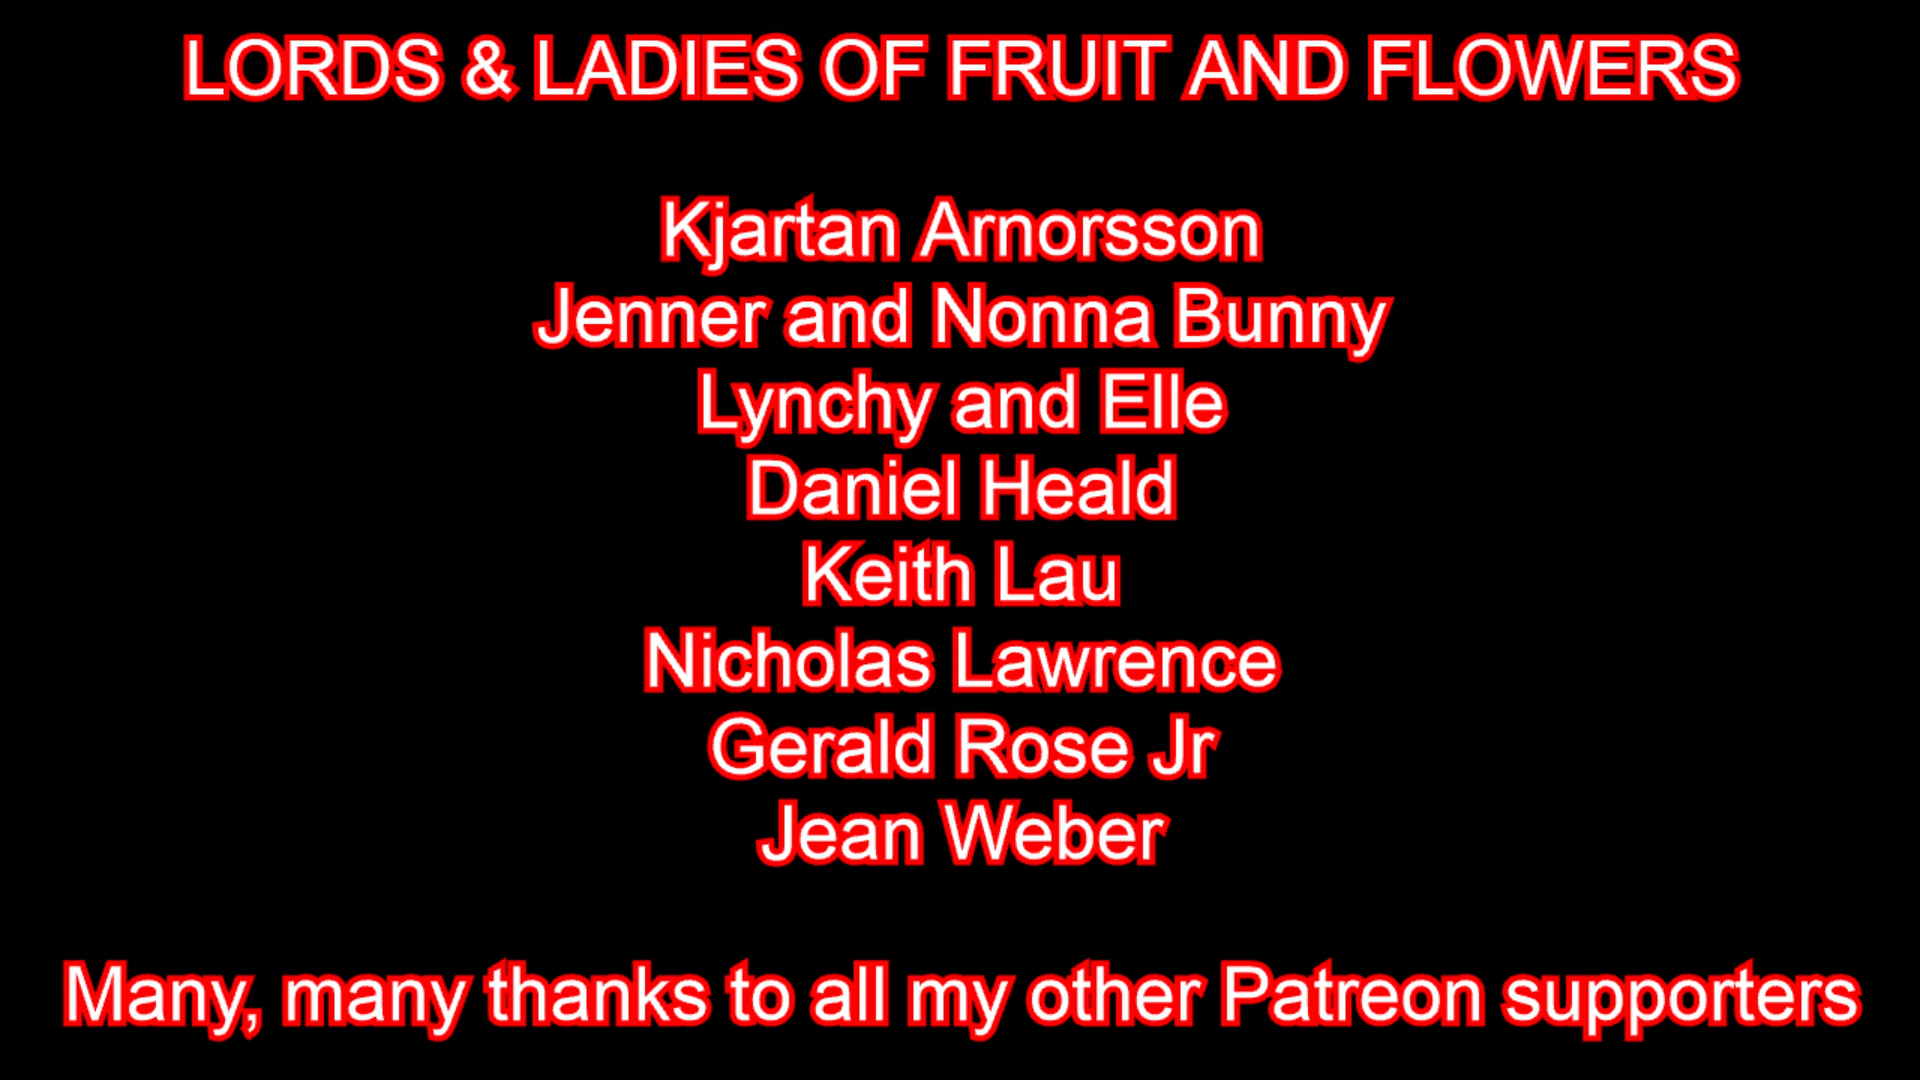 LORDS & LADIES OF FRUIT AND FLOWERS
Kjartan Arnorsson
Jenner and Nonna Bunny
Lynchy and Elle
Daniel Heald
Keith Lau
Nicholas Lawrence
Gerald Rose Jr
Jean Weber
Many, many thanks to all my other Patreon supporters